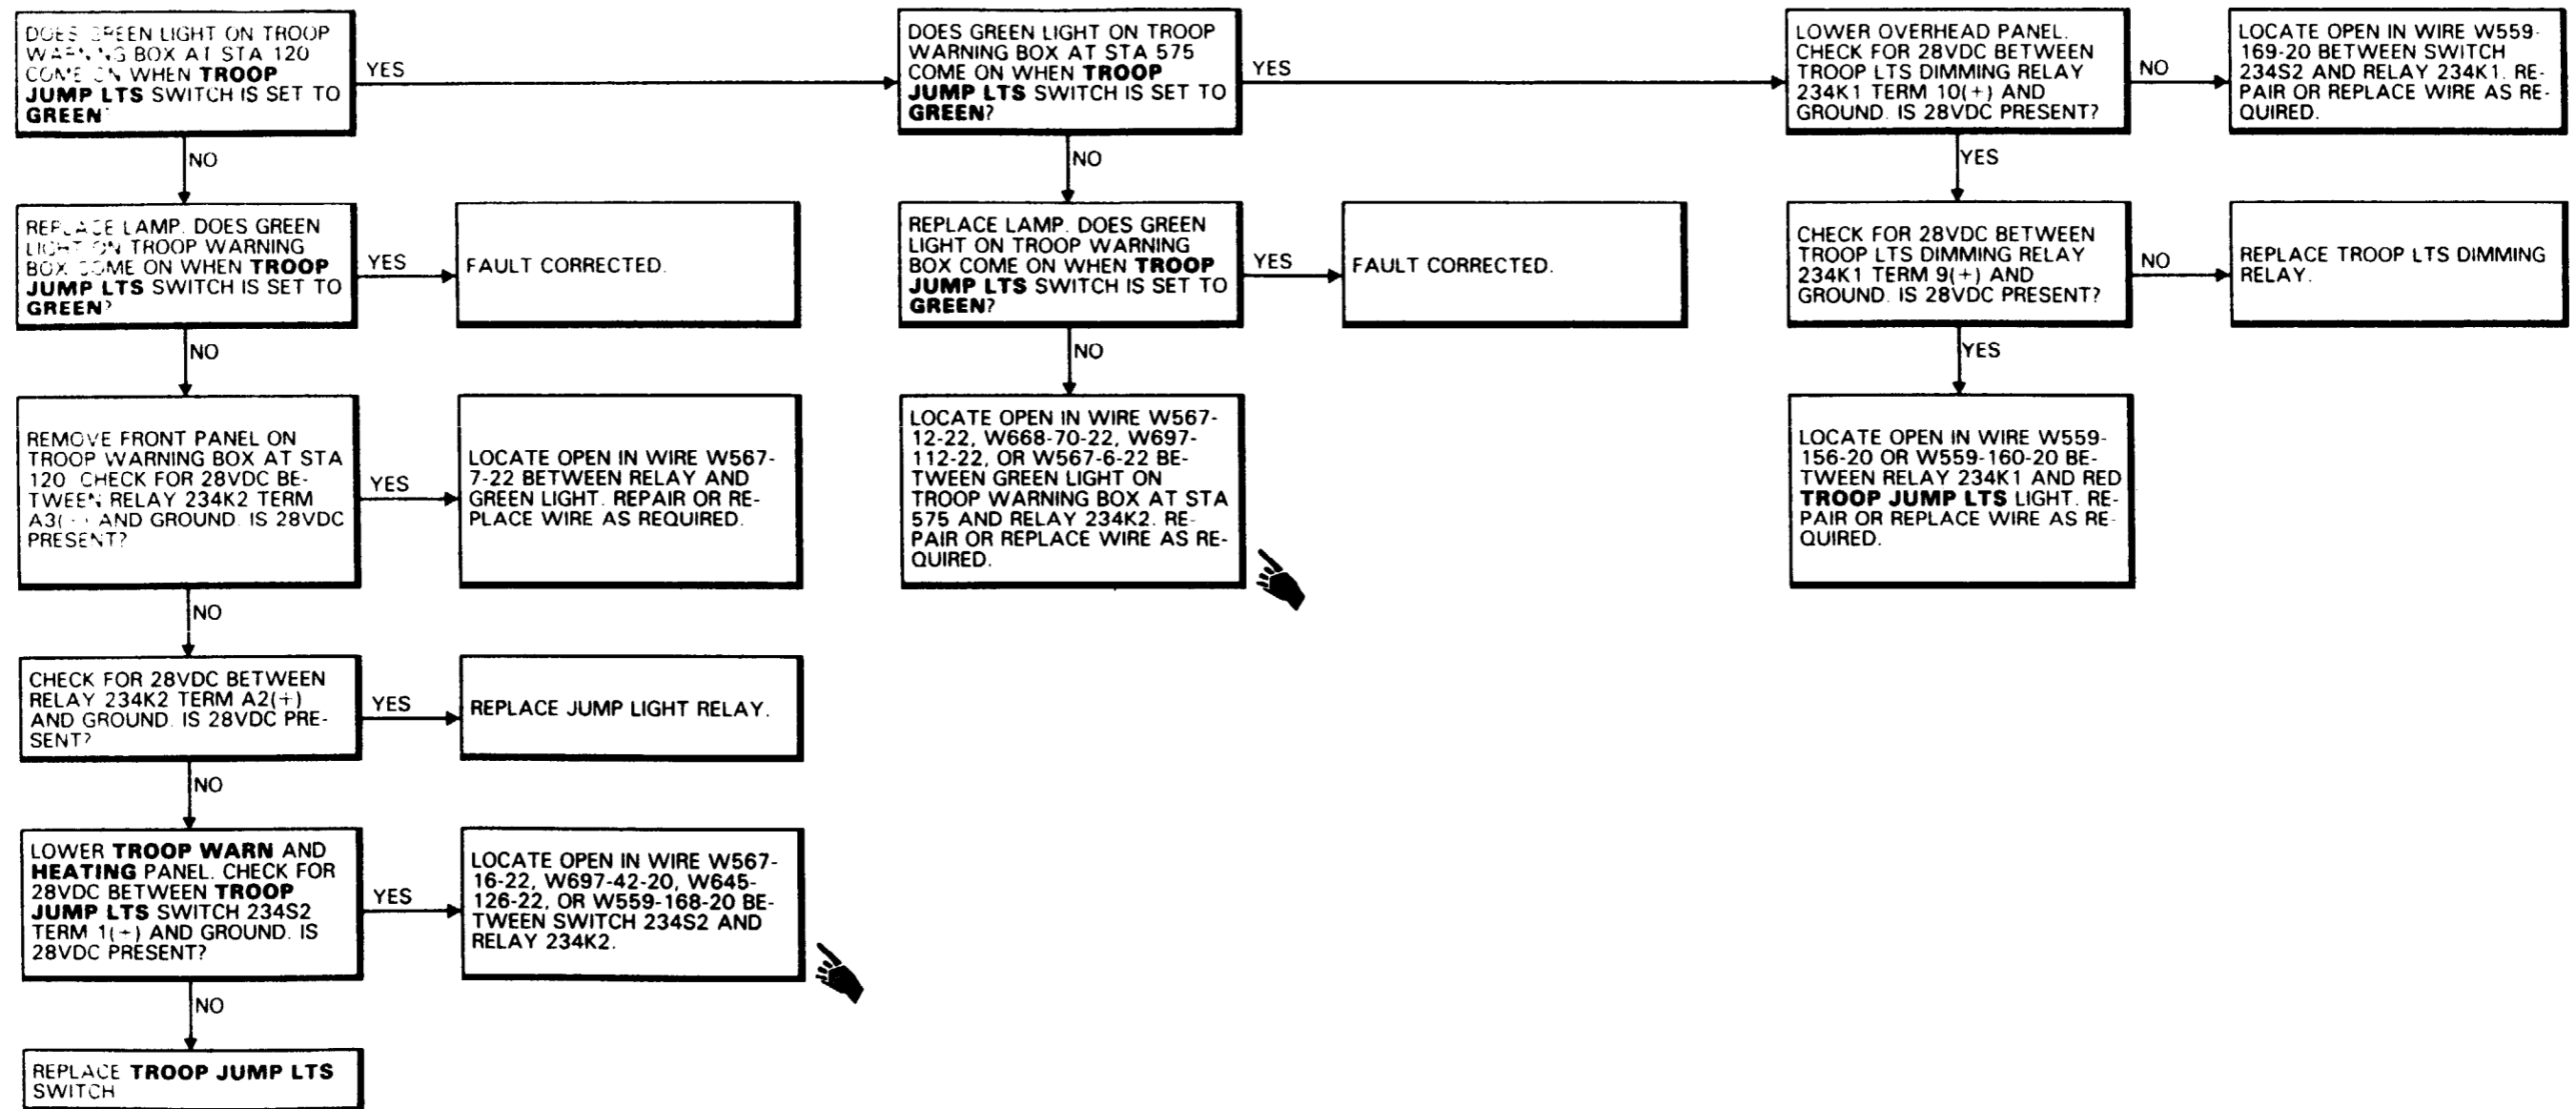 DOES GREEN LIGHT ON TROOP
WARNING BOX AT STA 120
COME ON WHEN TROOP
JUMP LTS SWITCH IS SET TO
GREEN?
YES
NO
DOES GREEN LIGHT ON TROOP
WARNING BOX AT STA 575
COME ON WHEN TROOP
JUMP LTS SWITCH IS SET TO
GREEN?
YES
NO
LOWER OVERHEAD PANEL.
CHECK FOR 28VDC BETWEEN
TROOP LTS DIMMING RELAY
234K1 TERM 10(+) AND
GROUND. IS 28VDC PRESENT?
NO
YES
LOCATE OPEN IN WIRE W559-
169-20 BETWEEN SWITCH
234S2 AND RELAY 234K1. RE-
PAIR OR REPLACE WIRE AS RE-
QUIRED.
REPLACE LAMP. DOES GREEN
LIGHT ON TROOP WARNING
BOX COME ON WHEN TROOP
JUMP LTS SWITCH IS SET TO
GREEN?
YES
NO
FAULT CORRECTED.
REPLACE LAMP. DOES GREEN
LIGHT ON TROOP WARNING
BOX COME ON WHEN TROOP
JUMP LTS SWITCH IS SET TO
GREEN?
YES
NO
FAULT CORRECTED.
CHECK FOR 28VDC BETWEEN
TROOP LTS DIMMING RELAY
234K1 TERM 9(+) AND
GROUND. IS 28VDC PRESENT?
NO
YES
REPLACE TROOP LTS DIMMING
RELAY.
REMOVE FRONT PANEL ON
TROOP WARNING BOX AT STA
120. CHECK FOR 28VDC BE-
TWEEN RELAY 234K2 TERM
A3(+) AND GROUND. IS 28VDC
PRESENT?
YES
NO
LOCATE OPEN IN WIRE W567-
7-22 BETWEEN RELAY AND
GREEN LIGHT. REPAIR OR RE-
PLACE WIRE AS REQUIRED.
LOCATE OPEN IN WIRE W567-
12-22, W668-70-22, W697-
112-22, OR W567-6-22 BE-
TWEEN GREEN LIGHT ON
TROOP WARNING BOX AT STA
575 AND RELAY 234K2. RE-
PAIR OR REPLACE WIRE AS RE-
QUIRED.
LOCATE OPEN IN WIRE W559-
156-20 OR W559-160-20 BE-
TWEEN RELAY 234K1 AND RED
TROOP JUMP LTS LIGHT. RE-
PAIR OR REPLACE WIRE AS RE-
QUIRED.
CHECK FOR 28VDC BETWEEN
RELAY 234K2 TERM A2(+)
AND GROUND. IS 28VDC PRE-
SENT?
YES
NO
REPLACE JUMP LIGHT RELAY.
LOWER TROOP WARN AND
HEATING PANEL. CHECK FOR
28VDC BETWEEN TROOP
JUMP LTS SWITCH 234S2
TERM 1(+) AND GROUND. IS
28VDC PRESENT?
YES
NO
LOCATE OPEN IN WIRE W567-
16-22, W697-42-20, W645-
126-22, OR W559-168-20 BE-
TWEEN SWITCH 234S2 AND
RELAY 234K2.
REPLACE TROOP JUMP LTS
SWITCH